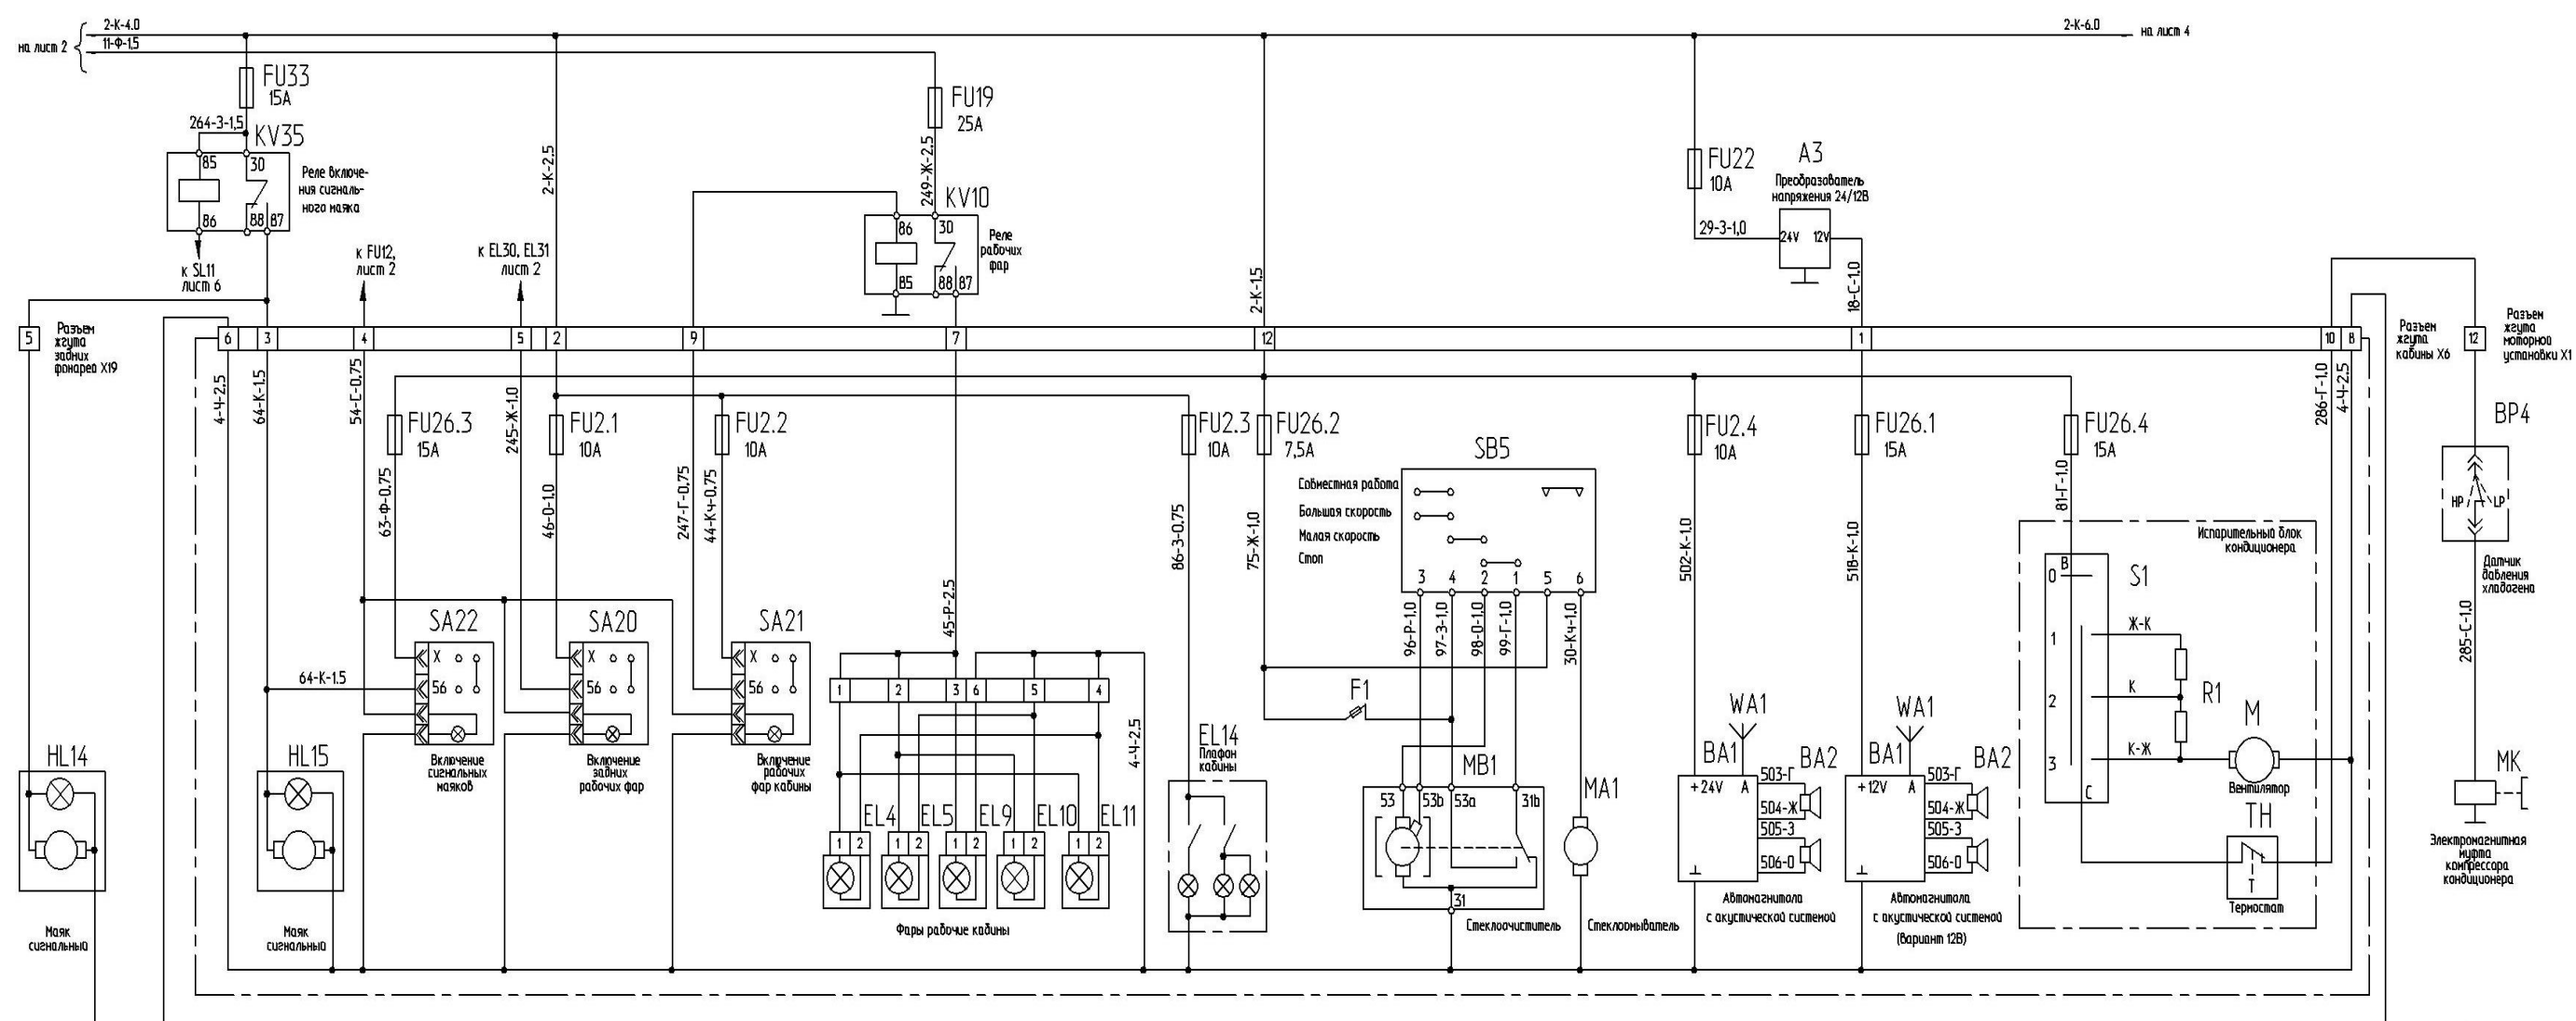 2-К-4.0
11-Ф-1,5
на лист 2
2-К-6.0
на лист 4
FU33
15А
264-З-1,5
KV35
85
30
86
88
87
Реле включе-
ния сигналь-
ного маяка
к SL11
лист 6
к FU12,
лист 2
к EL30, EL31
лист 2
2-К-2,5
FU19
25А
249-Ж-2,5
KV10
86
30
85
88
87
Реле
рабочих
фар
2-К-1,5
FU22
10А
29-З-1,0
А3
Преобразователь
напряжения 24/12В
24V
12V
18-С-1,0
5
Разъем
жгута
задних
фонарей Х19
6
3
4
5
2
9
7
12
1
10
8
Разъем
жгута
кабины Х6
12
Разъем
жгута
моторной
установки Х1
4-Ч-2,5
64-К-1,5
54-С-0,75
FU26.3
15А
63-Ф-0,75
245-Ж-1,0
FU2.1
10А
46-О-1,0
247-Г-0,75
FU2.2
10А
44-Кч-0,75
45-Р-2,5
FU2.3
10А
86-З-0,75
FU26.2
7,5А
75-Ж-1,0
FU2.4
10А
502-К-1,0
FU26.1
15А
518-К-1,0
FU26.4
15А
81-Г-1,0
286-Г-1,0
4-Ч-2,5
SB5
Совместная работа
Большая скорость
Малая скорость
Стоп
3
4
2
1
5
6
96-Р-1,0
97-З-1,0
98-О-1,0
99-Г-1,0
30-Кч-1,0
BP4
HP
LP
Датчик
давления
хладагена
285-С-1,0
64-К-1,5
SA22
X
56
Включение
сигнальных
маяков
SA20
X
56
Включение
задних
рабочих фар
SA21
X
56
Включение
рабочих
фар кабины
1
2
3
6
5
4
4-Ч-2,5
EL4
EL5
EL9
EL10
EL11
1
2
1
2
1
2
1
2
1
2
Фары рабочие кабины
EL14
Плафон
кабины
F1
MB1
53
53b
53a
31b
31
Стеклоочиститель
MA1
Стеклоомыватель
WA1
BA1
BA2
+24V
A
503-Г
504-Ж
505-З
506-О
Автомагнитола
с акустической системой
WA1
BA1
BA2
+12V
A
503-Г
504-Ж
505-З
506-О
Автомагнитола
с акустической системой
(вариант 12В)
Испарительный блок
кондиционера
S1
B
0
1
2
3
C
Ж-К
К
К-Ж
R1
M
Вентилятор
TH
T
Термостат
MK
Электромагнитная
муфта
компрессора
кондиционера
HL14
Маяк
сигнальный
HL15
Маяк
сигнальный